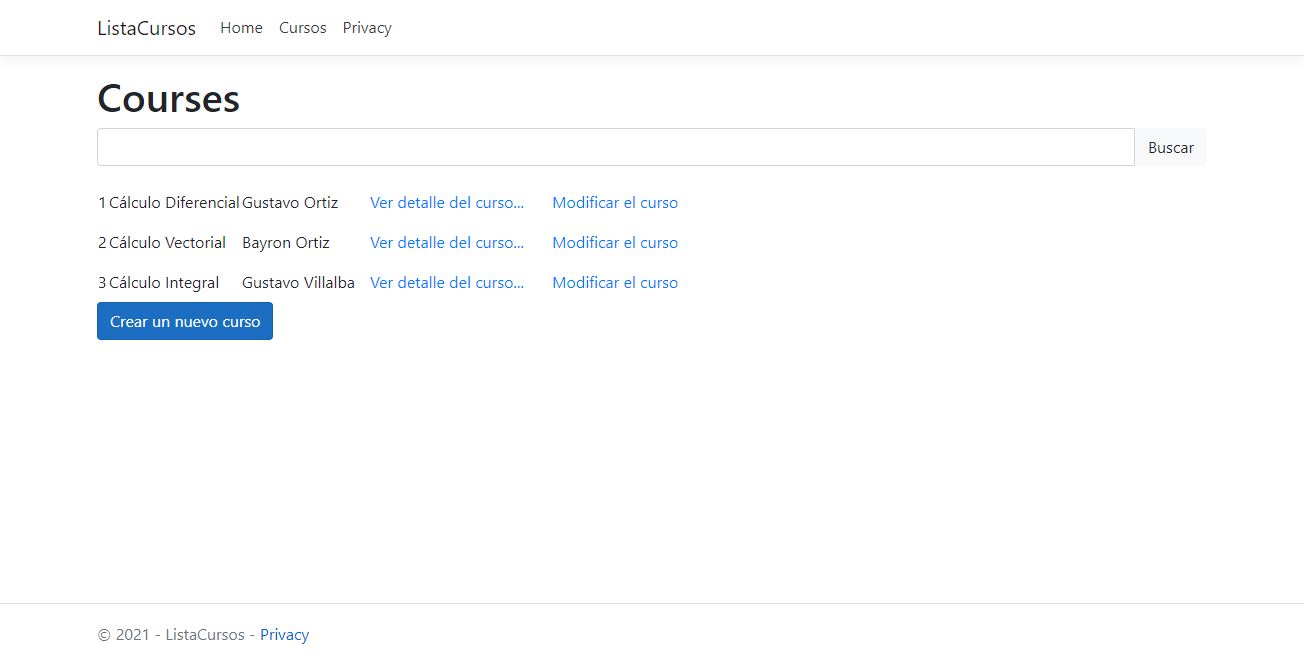 ListaCursos Home Cursos Privacy
Courses
Buscar
1 Cálculo Diferencial Gustavo Ortiz Ver detalle del curso... Modificar el curso
2 Cálculo Vectorial Bayron Ortiz Ver detalle del curso... Modificar el curso
3 Cálculo Integral Gustavo Villalba Ver detalle del curso... Modificar el curso
Crear un nuevo curso
© 2021 - ListaCursos - Privacy